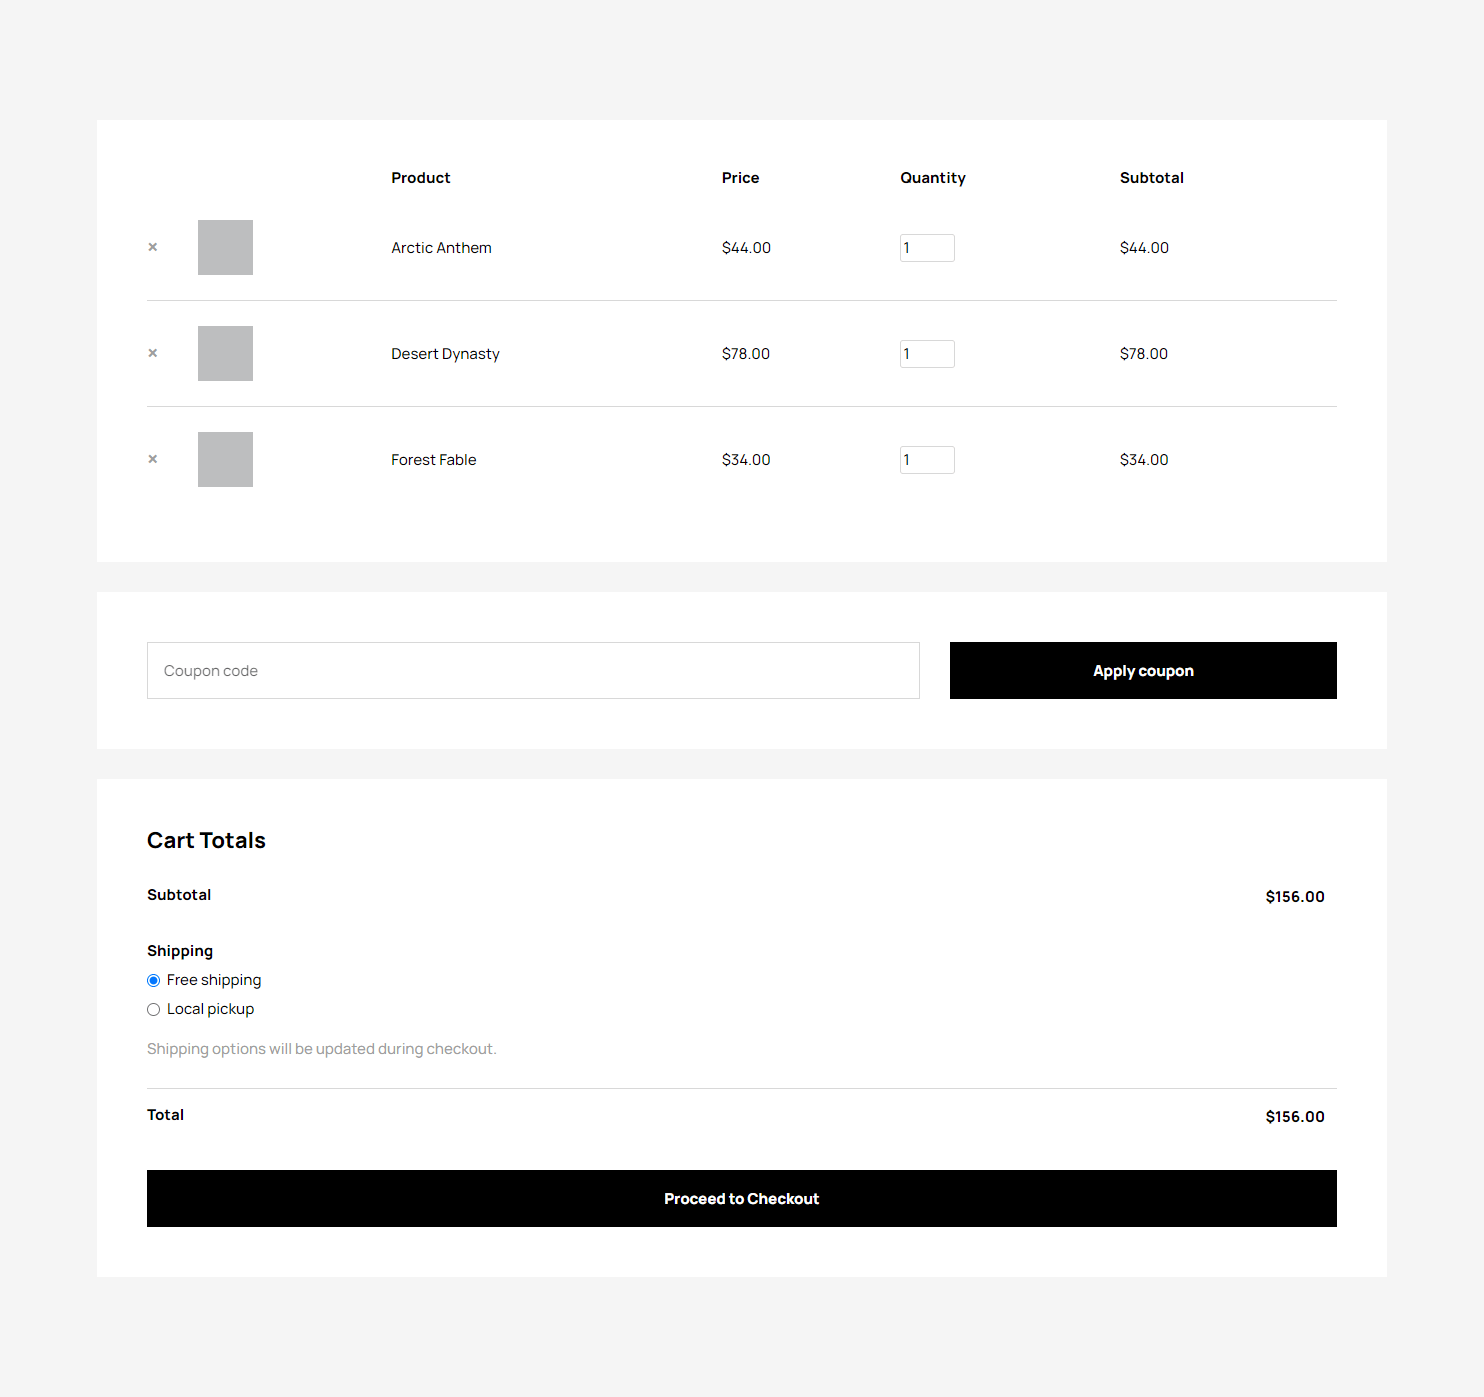 Product Price Quantity Subtotal
× Arctic Anthem $44.00 1 $44.00
× Desert Dynasty $78.00 1 $78.00
× Forest Fable $34.00 1 $34.00
Coupon code Apply coupon
Cart Totals
Subtotal $156.00
Shipping
Free shipping
Local pickup
Shipping options will be updated during checkout.
Total $156.00
Proceed to Checkout